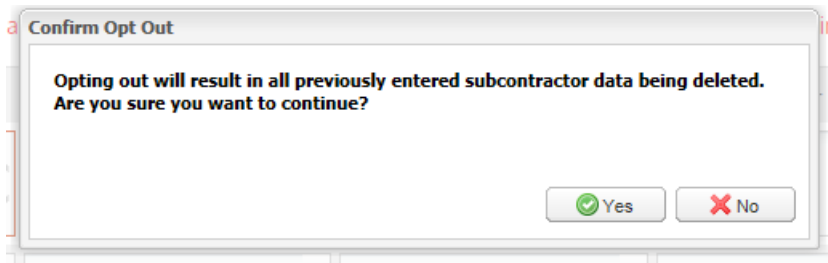 Confirm Opt Out
Opting out will result in all previously entered subcontractor data being deleted.
Are you sure you want to continue?
Yes
No